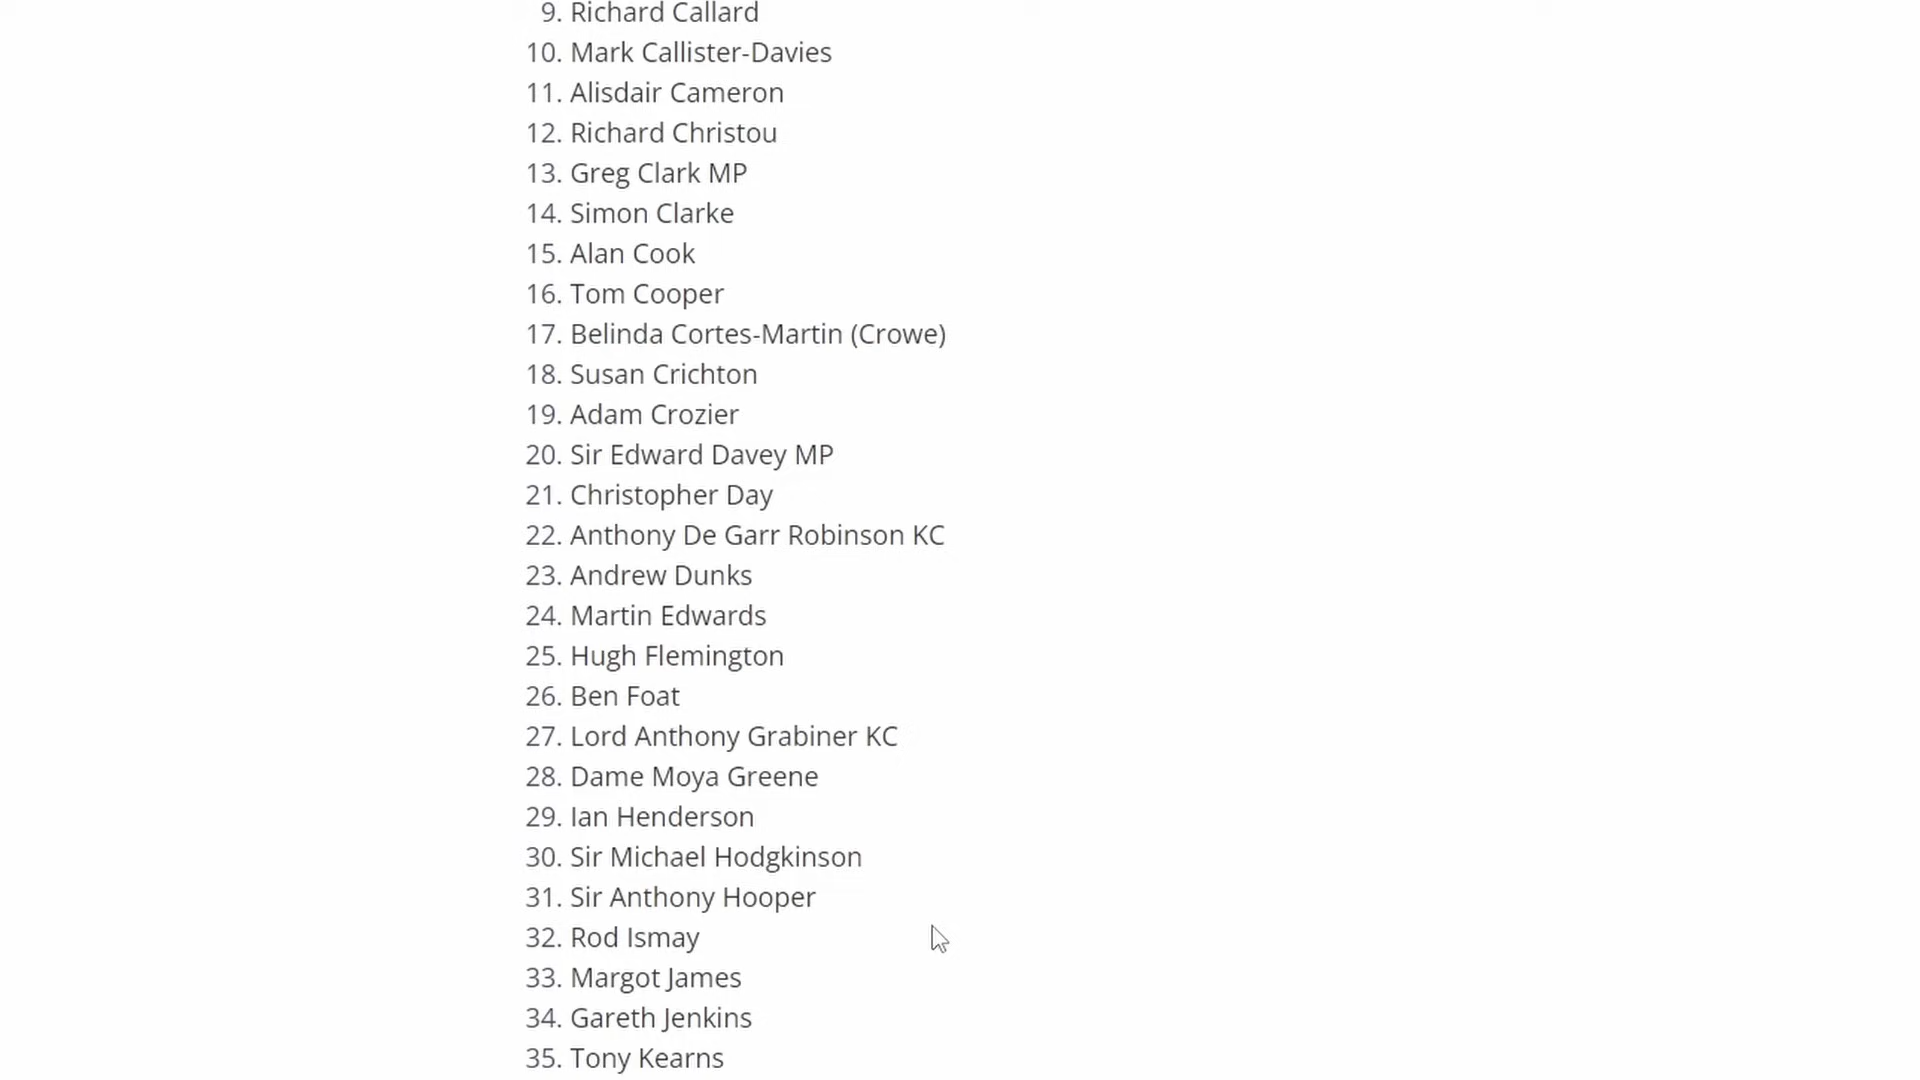 9. Richard Callard
10. Mark Callister-Davies
11. Alisdair Cameron
12. Richard Christou
13. Greg Clark MP
14. Simon Clarke
15. Alan Cook
16. Tom Cooper
17. Belinda Cortes-Martin (Crowe)
18. Susan Crichton
19. Adam Crozier
20. Sir Edward Davey MP
21. Christopher Day
22. Anthony De Garr Robinson KC
23. Andrew Dunks
24. Martin Edwards
25. Hugh Flemington
26. Ben Foat
27. Lord Anthony Grabiner KC
28. Dame Moya Greene
29. Ian Henderson
30. Sir Michael Hodgkinson
31. Sir Anthony Hooper
32. Rod Ismay
33. Margot James
34. Gareth Jenkins
35. Tony Kearns